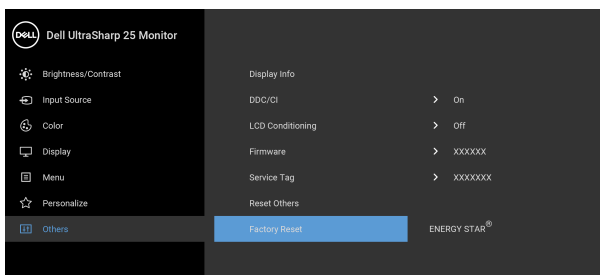 DELL Dell UltraSharp 25 Monitor
Brightness/Contrast Display Info
Input Source DDC/CI On
Color LCD Conditioning Off
Display Firmware XXXXXX
Menu Service Tag XXXXXXX
Personalize Reset Others
Others Factory Reset ENERGY STAR®